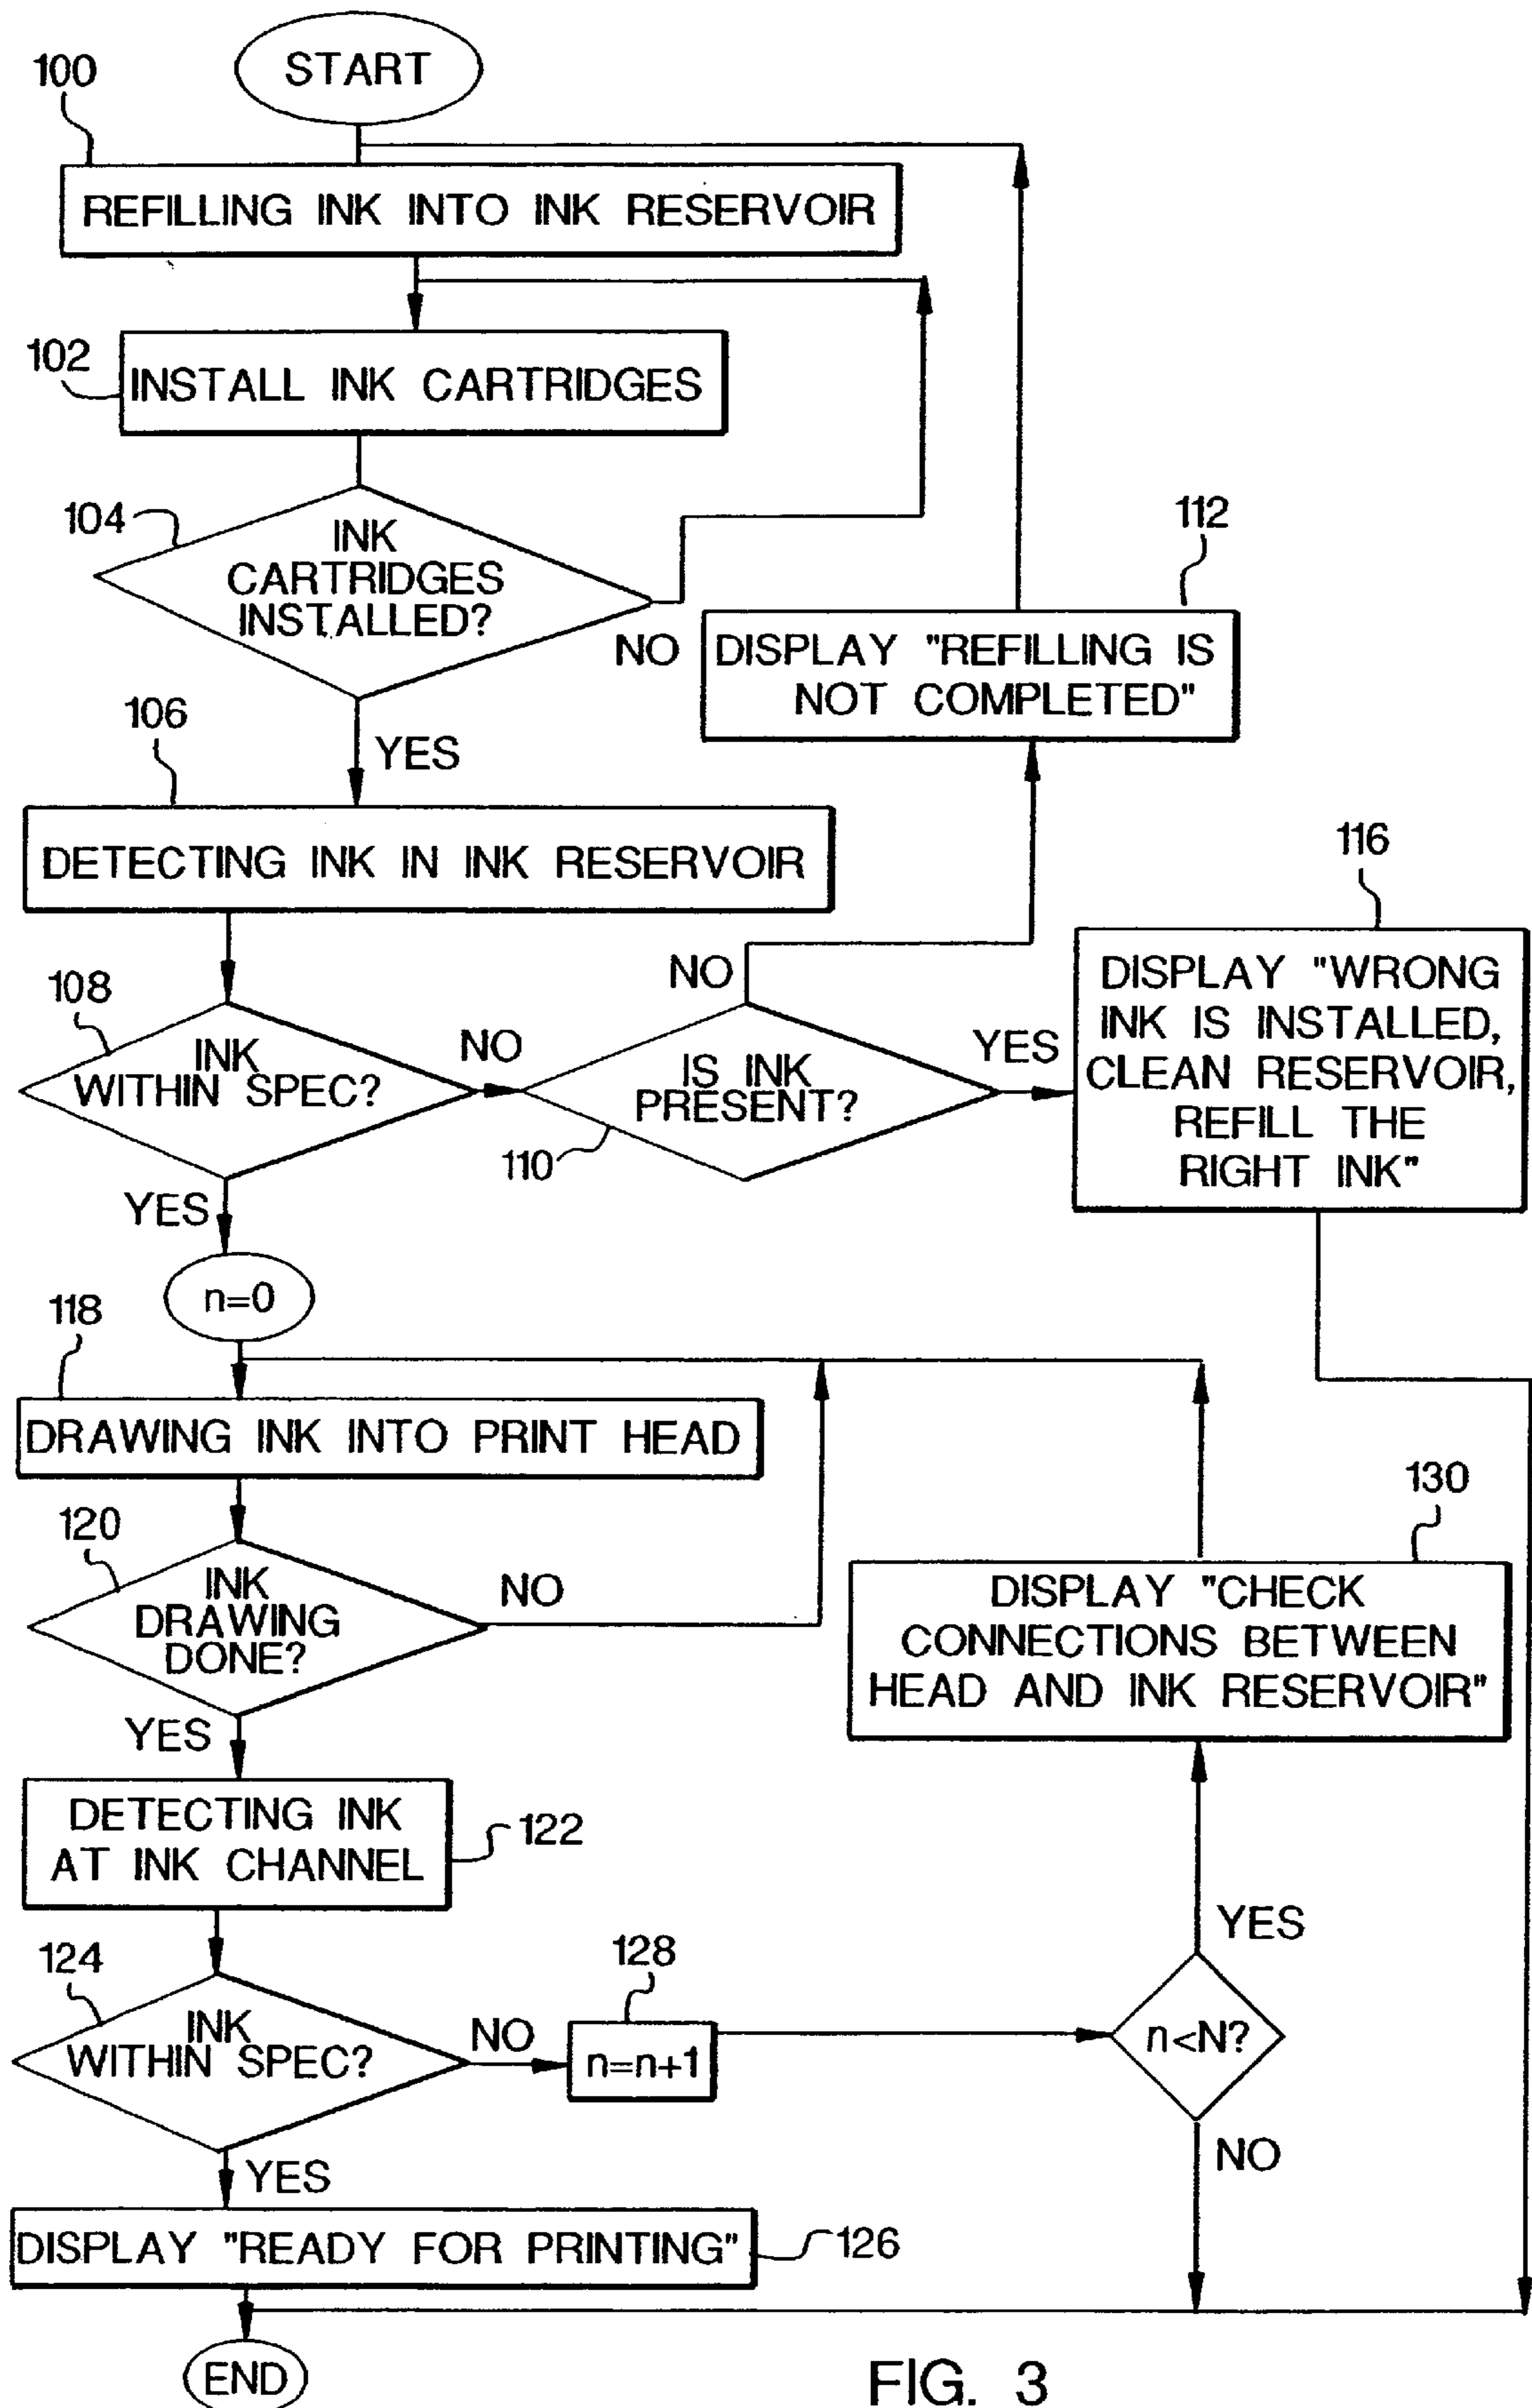 START
100
REFILLING INK INTO INK RESERVOIR
102
INSTALL INK CARTRIDGES
104
INK
CARTRIDGES
INSTALLED?
NO
YES
112
DISPLAY "REFILLING IS
NOT COMPLETED"
106
DETECTING INK IN INK RESERVOIR
108
INK
WITHIN SPEC?
NO
YES
110
IS INK
PRESENT?
NO
YES
116
DISPLAY "WRONG
INK IS INSTALLED,
CLEAN RESERVOIR,
REFILL THE
RIGHT INK"
n=0
118
DRAWING INK INTO PRINT HEAD
120
INK
DRAWING
DONE?
NO
YES
130
DISPLAY "CHECK
CONNECTIONS BETWEEN
HEAD AND INK RESERVOIR"
DETECTING INK
AT INK CHANNEL
122
124
INK
WITHIN SPEC?
NO
YES
128
n=n+1
n<N?
YES
NO
DISPLAY "READY FOR PRINTING"
126
END
FIG. 3